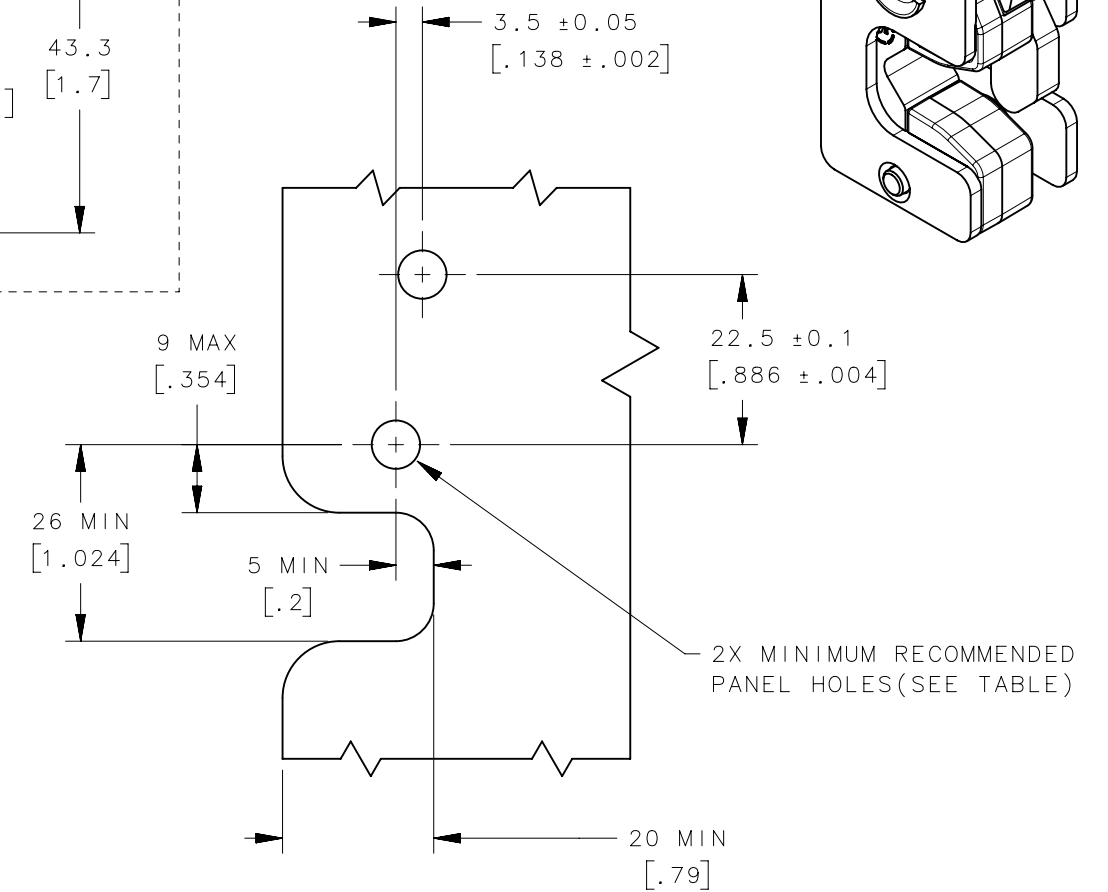 3.5 ±0.05
[.138 ±.002]
43.3
[1.7]
]
9 MAX
[.354]
22.5 ±0.1
[.886 ±.004]
26 MIN
[1.024]
5 MIN
[.2]
2X MINIMUM RECOMMENDED
PANEL HOLES(SEE TABLE)
20 MIN
[.79]